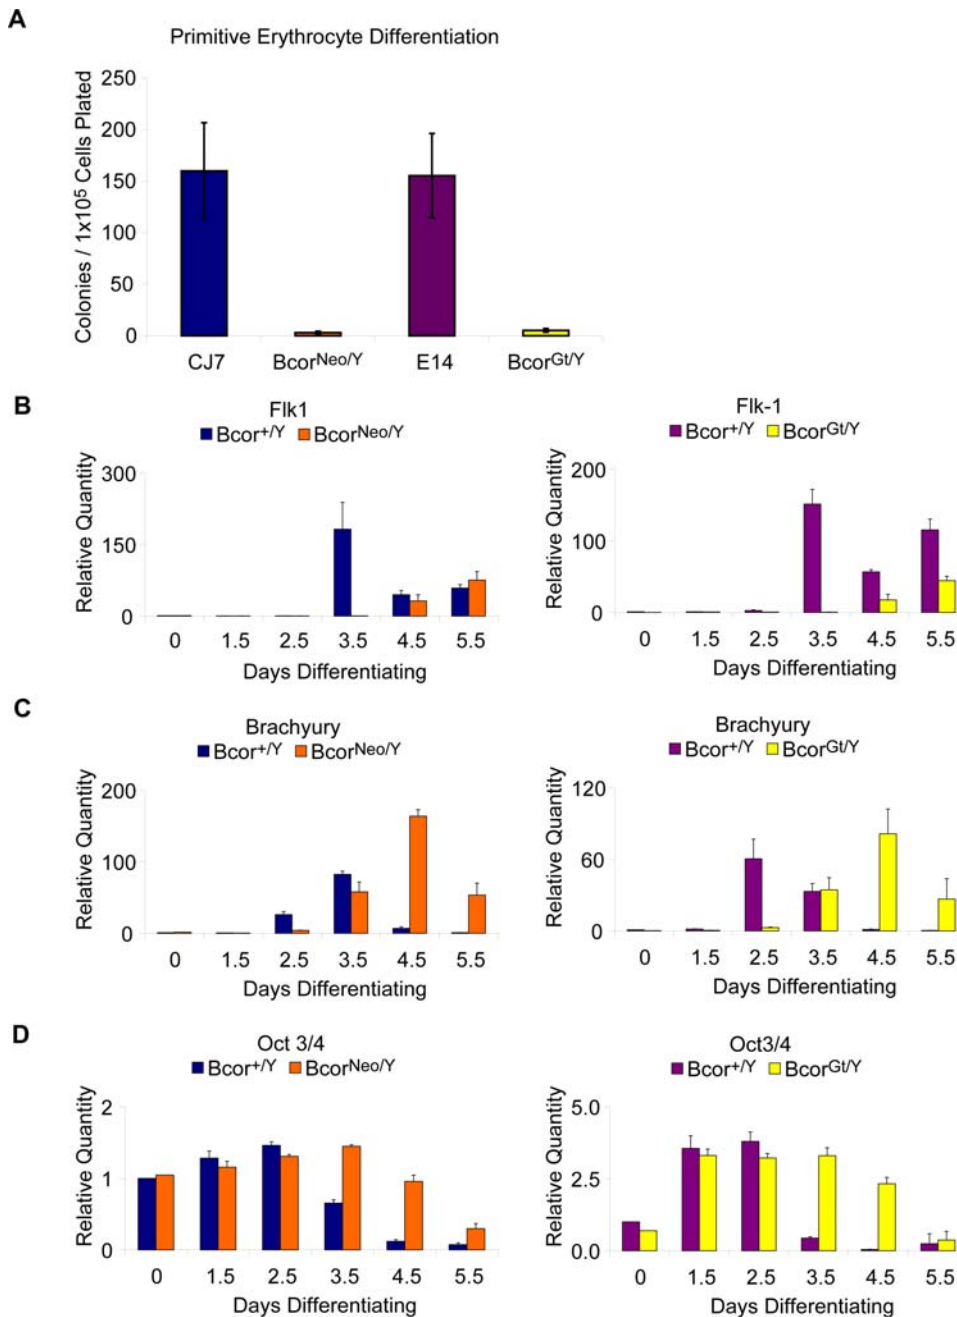 A
Primitive Erythrocyte Differentiation
Colonies / 1x10⁵ Cells Plated
250
200
150
100
50
0
CJ7 Bcor^Neo/Y E14 Bcor^Gt/Y
B
Flk1
Bcor^+/Y Bcor^Neo/Y
Relative Quantity
300
150
0
0 1.5 2.5 3.5 4.5 5.5
Days Differentiating
Flk-1
Bcor^+/Y Bcor^Gt/Y
Relative Quantity
200
100
0
0 1.5 2.5 3.5 4.5 5.5
Days Differentiating
C
Brachyury
Bcor^+/Y Bcor^Neo/Y
Relative Quantity
200
100
0
0 1.5 2.5 3.5 4.5 5.5
Days Differentiating
Brachyury
Bcor^+/Y Bcor^Gt/Y
Relative Quantity
120
60
0
0 1.5 2.5 3.5 4.5 5.5
Days Differentiating
D
Oct 3/4
Bcor^+/Y Bcor^Neo/Y
Relative Quantity
2
1
0
0 1.5 2.5 3.5 4.5 5.5
Days Differentiating
Oct3/4
Bcor^+/Y Bcor^Gt/Y
Relative Quantity
5.0
2.5
0.0
0 1.5 2.5 3.5 4.5 5.5
Days Differentiating